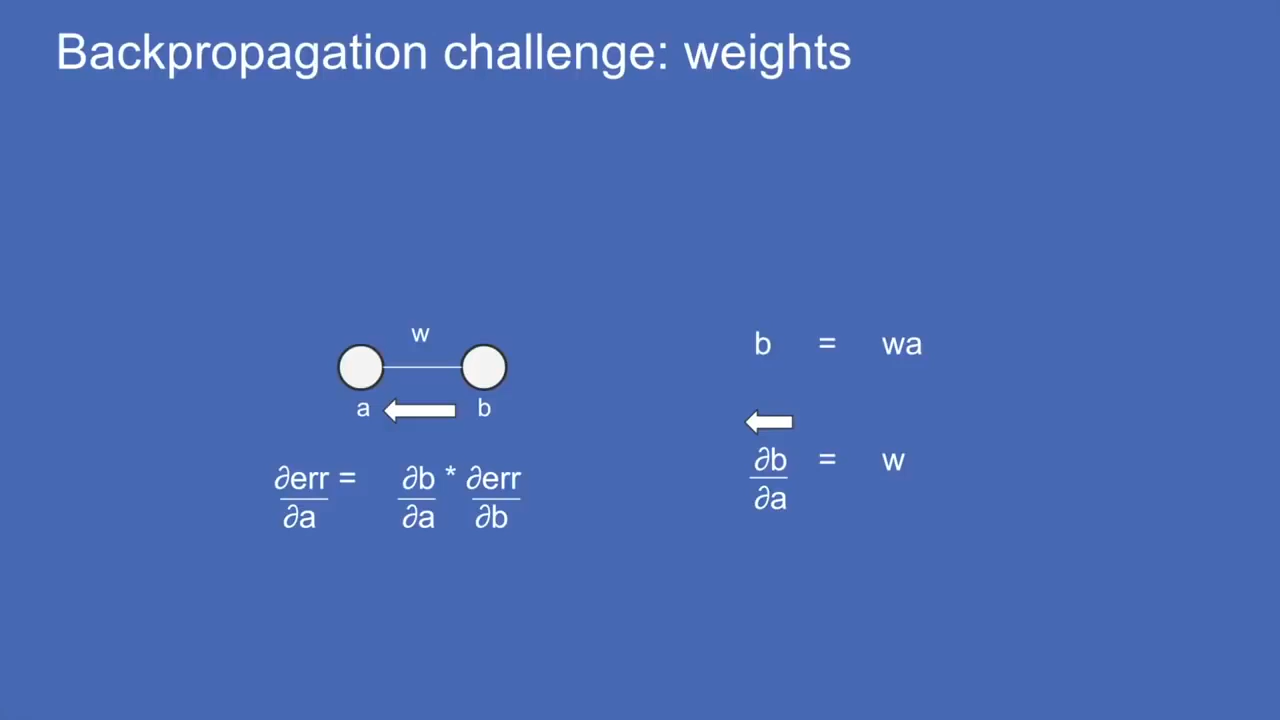 Backpropagation challenge: weights
w
a b
∂err = ∂b * ∂err
∂a ∂a ∂b
b = wa
∂b = w
∂a